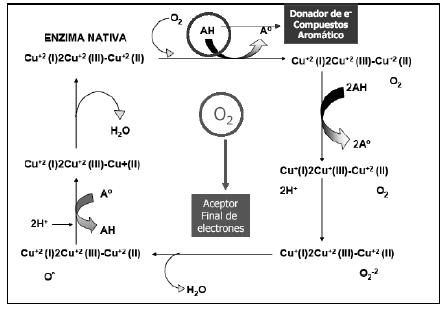 Donador de e-
Compuestos
Aromático
O₂
AH
Aº
ENZIMA NATIVA
Cu⁺² (I)2Cu⁺² (III)-Cu⁺² (II)
Cu⁺² (I)2Cu⁺² (III)-Cu⁺² (II)
O₂
2AH
2Aº
O₂
H₂O
Cu⁺² (I)2Cu⁺² (III)-Cu+(II)
Cu⁺(I)2Cu⁺(III)-Cu⁺² (II)
2H⁺
O₂
Aº
2H⁺
AH
Aceptor
Final de
electrones
Cu⁺² (I)2Cu⁺² (III)-Cu⁺² (II)
Cu⁺(I)2Cu⁺² (III)-Cu⁺² (II)
O₂⁻²
H₂O